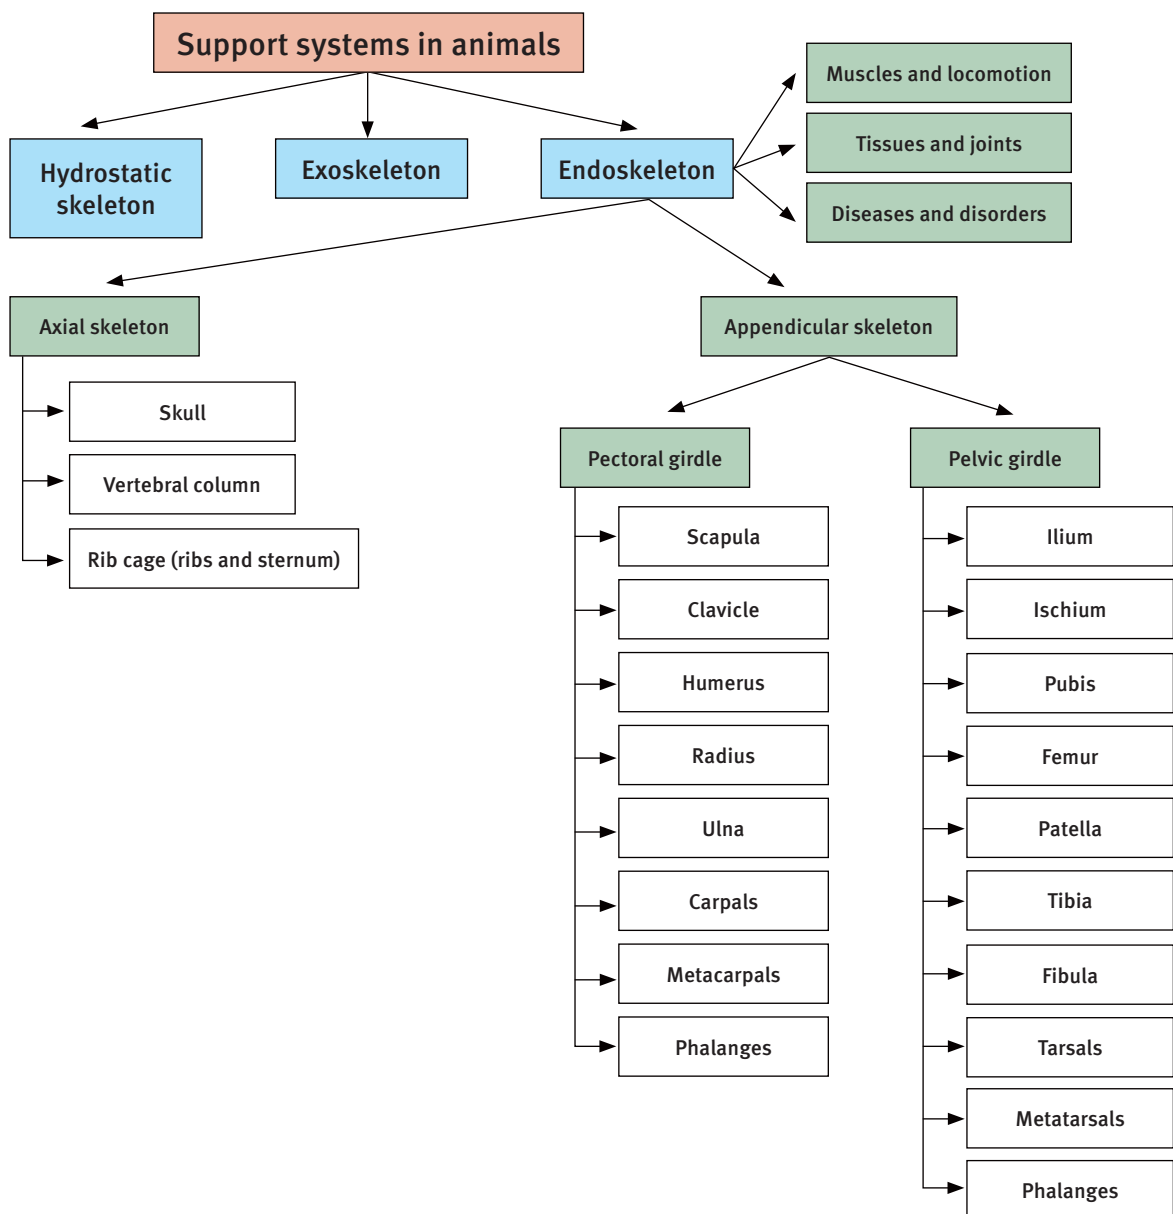 Support systems in animals
Muscles and locomotion
Tissues and joints
Diseases and disorders
Hydrostatic
skeleton
Exoskeleton
Endoskeleton
Axial skeleton
Skull
Vertebral column
Rib cage (ribs and sternum)
Appendicular skeleton
Pectoral girdle
Scapula
Clavicle
Humerus
Radius
Ulna
Carpals
Metacarpals
Phalanges
Pelvic girdle
Ilium
Ischium
Pubis
Femur
Patella
Tibia
Fibula
Tarsals
Metatarsals
Phalanges